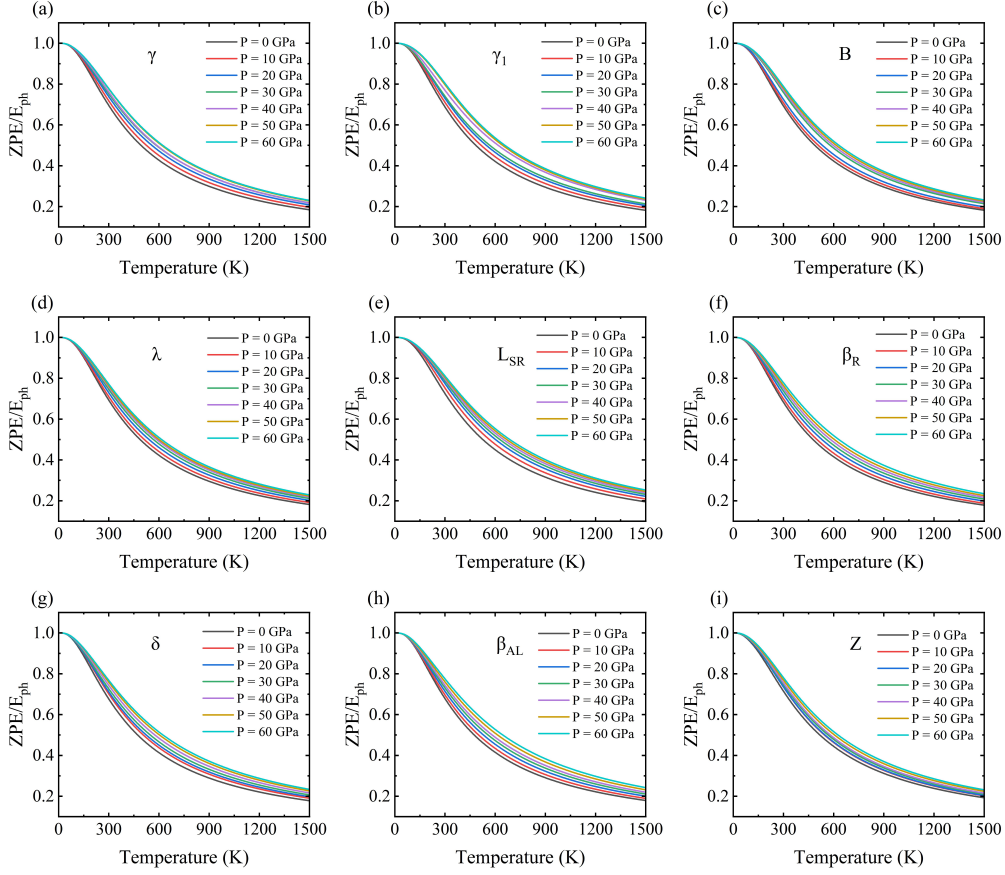 (a)
γ
P = 0 GPa
P = 10 GPa
P = 20 GPa
P = 30 GPa
P = 40 GPa
P = 50 GPa
P = 60 GPa
1.0
0.8
0.6
0.4
0.2
ZPE/E_ph
0 300 600 900 1200 1500
Temperature (K)
(b)
γ₁
P = 0 GPa
P = 10 GPa
P = 20 GPa
P = 30 GPa
P = 40 GPa
P = 50 GPa
P = 60 GPa
1.0
0.8
0.6
0.4
0.2
ZPE/E_ph
0 300 600 900 1200 1500
Temperature (K)
(c)
B
P = 0 GPa
P = 10 GPa
P = 20 GPa
P = 30 GPa
P = 40 GPa
P = 50 GPa
P = 60 GPa
1.0
0.8
0.6
0.4
0.2
ZPE/E_ph
0 300 600 900 1200 1500
Temperature (K)
(d)
λ
P = 0 GPa
P = 10 GPa
P = 20 GPa
P = 30 GPa
P = 40 GPa
P = 50 GPa
P = 60 GPa
1.0
0.8
0.6
0.4
0.2
ZPE/E_ph
0 300 600 900 1200 1500
Temperature (K)
(e)
L_SR
P = 0 GPa
P = 10 GPa
P = 20 GPa
P = 30 GPa
P = 40 GPa
P = 50 GPa
P = 60 GPa
1.0
0.8
0.6
0.4
0.2
ZPE/E_ph
0 300 600 900 1200 1500
Temperature (K)
(f)
β_R
P = 0 GPa
P = 10 GPa
P = 20 GPa
P = 30 GPa
P = 40 GPa
P = 50 GPa
P = 60 GPa
1.0
0.8
0.6
0.4
0.2
ZPE/E_ph
0 300 600 900 1200 1500
Temperature (K)
(g)
δ
P = 0 GPa
P = 10 GPa
P = 20 GPa
P = 30 GPa
P = 40 GPa
P = 50 GPa
P = 60 GPa
1.0
0.8
0.6
0.4
0.2
ZPE/E_ph
0 300 600 900 1200 1500
Temperature (K)
(h)
β_AL
P = 0 GPa
P = 10 GPa
P = 20 GPa
P = 30 GPa
P = 40 GPa
P = 50 GPa
P = 60 GPa
1.0
0.8
0.6
0.4
0.2
ZPE/E_ph
0 300 600 900 1200 1500
Temperature (K)
(i)
Z
P = 0 GPa
P = 10 GPa
P = 20 GPa
P = 30 GPa
P = 40 GPa
P = 50 GPa
P = 60 GPa
1.0
0.8
0.6
0.4
0.2
ZPE/E_ph
0 300 600 900 1200 1500
Temperature (K)